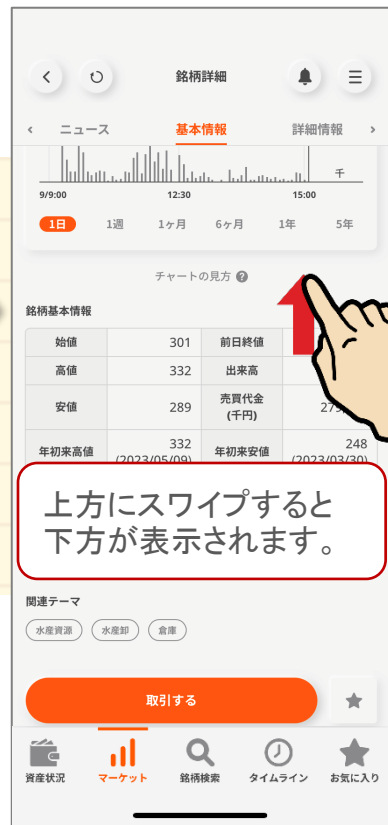 銘柄詳細
ニュース 基本情報 詳細情報
千
9/9:00 12:30 15:00
1日 1週 1ヶ月 6ヶ月 1年 5年
チャートの見方 ?
銘柄基本情報
始値 301 前日終値
高値 332 出来高
安値 289 売買代金
(千円)
年初来高値 332 年初来安値 248
(2023/05/09) (2023/03/30)
上方にスワイプすると
下方が表示されます。
関連テーマ
水産資源 水産卸 倉庫
取引する
資産状況 マーケット 銘柄検索 タイムライン お気に入り